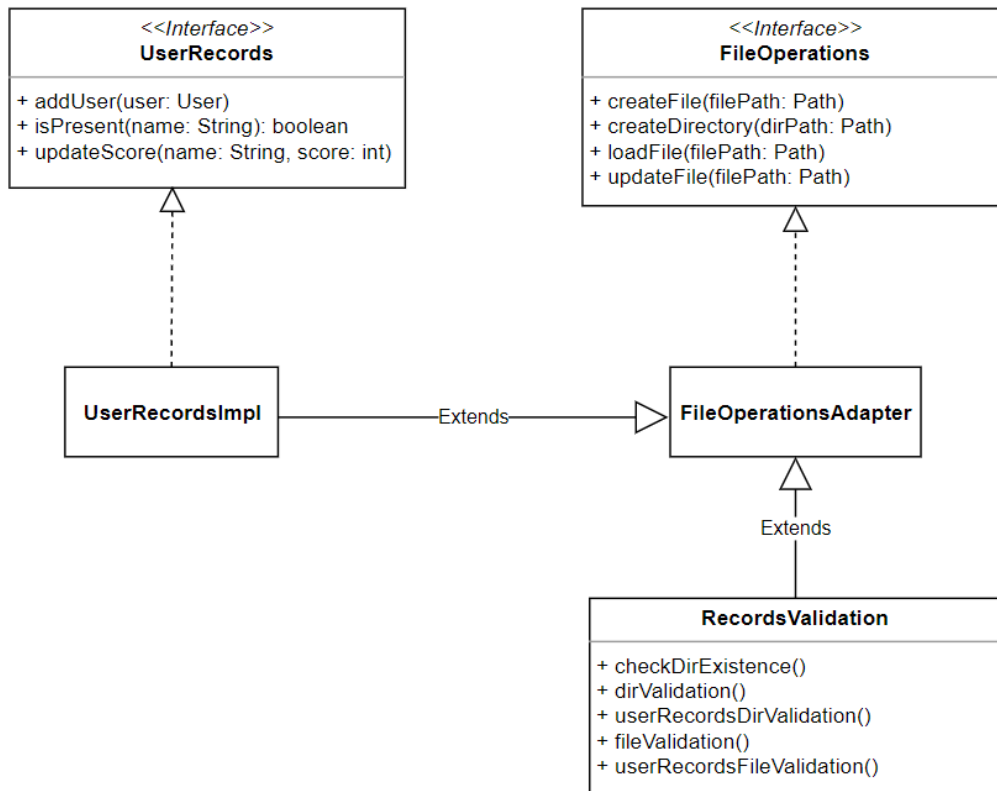 <<Interface>>
UserRecords
+ addUser(user: User)
+ isPresent(name: String): boolean
+ updateScore(name: String, score: int)
<<Interface>>
FileOperations
+ createFile(filePath: Path)
+ createDirectory(dirPath: Path)
+ loadFile(filePath: Path)
+ updateFile(filePath: Path)
UserRecordsImpl
Extends
FileOperationsAdapter
Extends
RecordsValidation
+ checkDirExistence()
+ dirValidation()
+ userRecordsDirValidation()
+ fileValidation()
+ userRecordsFileValidation()